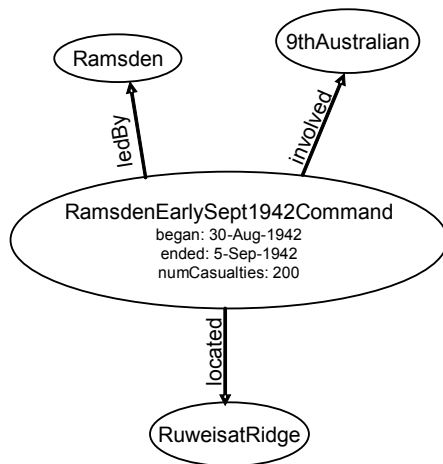 9thAustralian
Ramsden
ledBy
involved
RamsdenEarlySept1942Command
began: 30-Aug-1942
ended: 5-Sep-1942
numCasualties: 200
located
RuweisatRidge